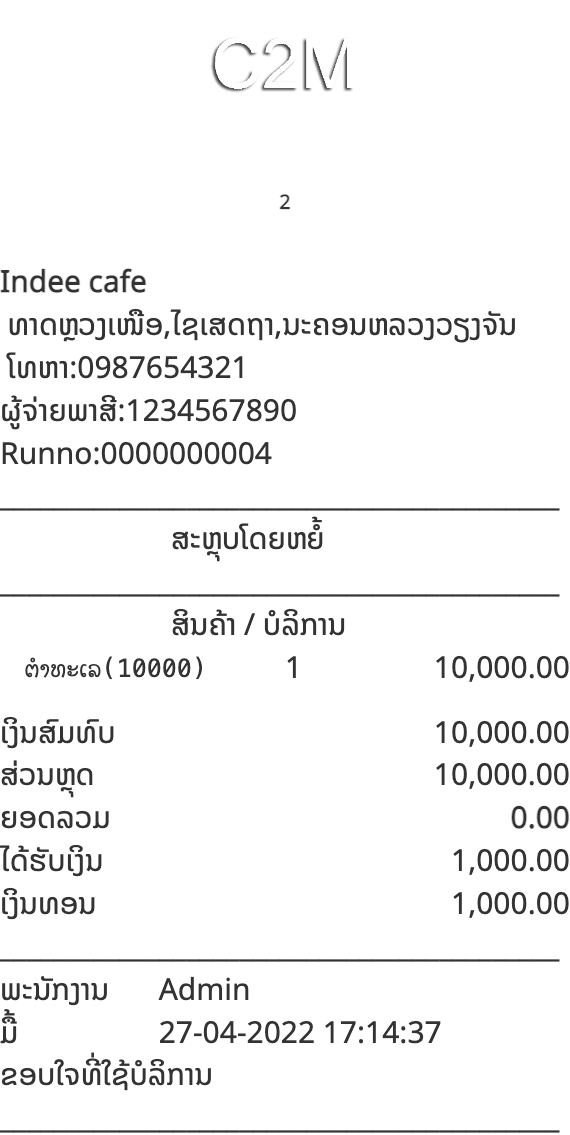 C2M
2
Indee cafe
ທາດຫຼວງເໜືອ,ໄຊເສດຖາ,ນະຄອນຫລວງວຽງຈັນ
ໂທຫາ:0987654321
ຜູ້ຈ່າຍພາສີ:1234567890
Runno:0000000004
ສະຫຼຸບໂດຍຫຍໍ້
ສິນຄ້າ / ບໍລິການ
ຕຳທະເລ(10000) 1 10,000.00
ເງິນສົມທົບ 10,000.00
ສ່ວນຫຼຸດ 10,000.00
ຍອດລວມ 0.00
ໄດ້ຮັບເງິນ 1,000.00
ເງິນທອນ 1,000.00
ພະນັກງານ Admin
ມື້ 27-04-2022 17:14:37
ຂອບໃຈທີ່ໃຊ້ບໍລິການ